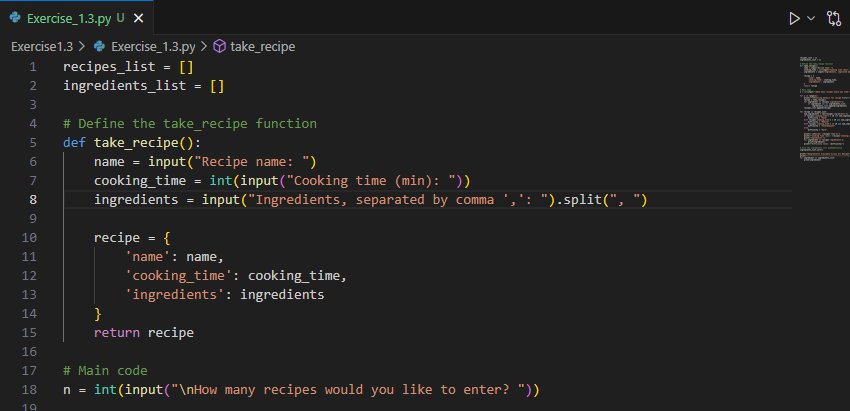 Exercise_1.3.py U
Exercise1.3 > Exercise_1.3.py > take_recipe
1 recipes_list = []
2 ingredients_list = []
3
4 # Define the take_recipe function
5 def take_recipe():
6     name = input("Recipe name: ")
7     cooking_time = int(input("Cooking time (min): "))
8     ingredients = input("Ingredients, separated by comma ',': ").split(", ")
9
10     recipe = {
11         'name': name,
12         'cooking_time': cooking_time,
13         'ingredients': ingredients
14     }
15     return recipe
16
17 # Main code
18 n = int(input("\nHow many recipes would you like to enter? "))
19